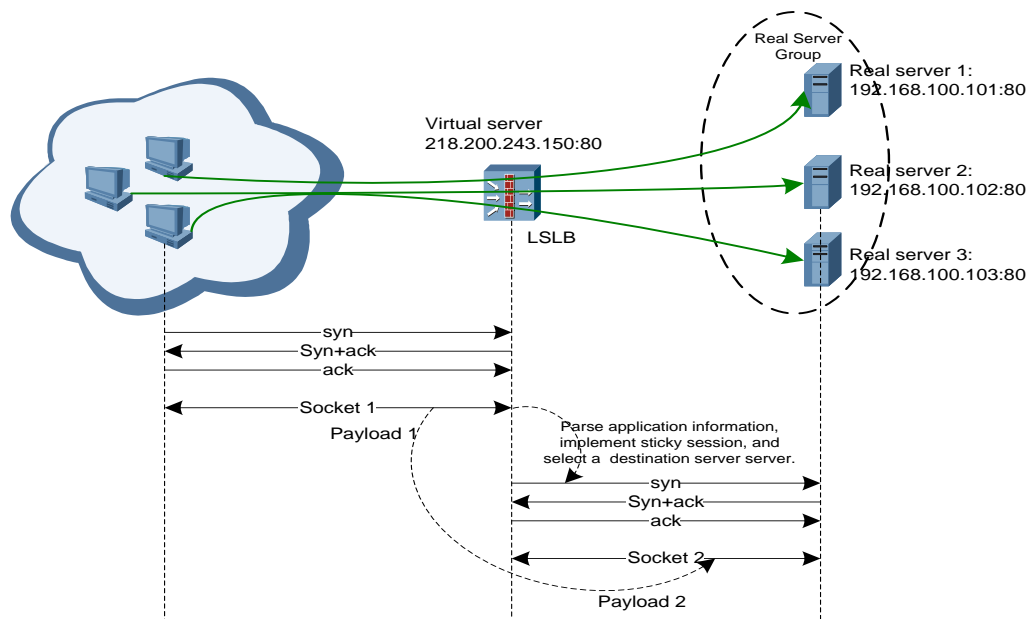 Real Server
Group
Real server 1:
192.168.100.101:80
Virtual server
218.200.243.150:80
Real server 2:
192.168.100.102:80
LSLB
Real server 3:
192.168.100.103:80
syn
Syn+ack
ack
Socket 1
Payload 1
Parse application information,
implement sticky session, and
select a destination server server.
syn
Syn+ack
ack
Socket 2
Payload 2